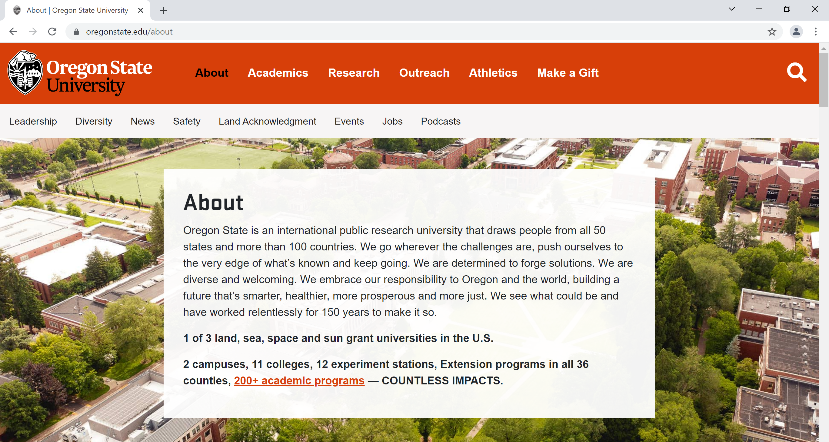 About | Oregon State University
oregonstate.edu/about
Oregon State
University
About Academics Research Outreach Athletics Make a Gift
Leadership Diversity News Safety Land Acknowledgment Events Jobs Podcasts
About
Oregon State is an international public research university that draws people from all 50
states and more than 100 countries. We go wherever the challenges are, push ourselves to
the very edge of what's known and keep going. We are determined to forge solutions. We are
diverse and welcoming. We embrace our responsibility to Oregon and the world, building a
future that's smarter, healthier, more prosperous and more just. We see what could be and
have worked relentlessly for 150 years to make it so.
1 of 3 land, sea, space and sun grant universities in the U.S.
2 campuses, 11 colleges, 12 experiment stations, Extension programs in all 36
counties, 200+ academic programs — COUNTLESS IMPACTS.